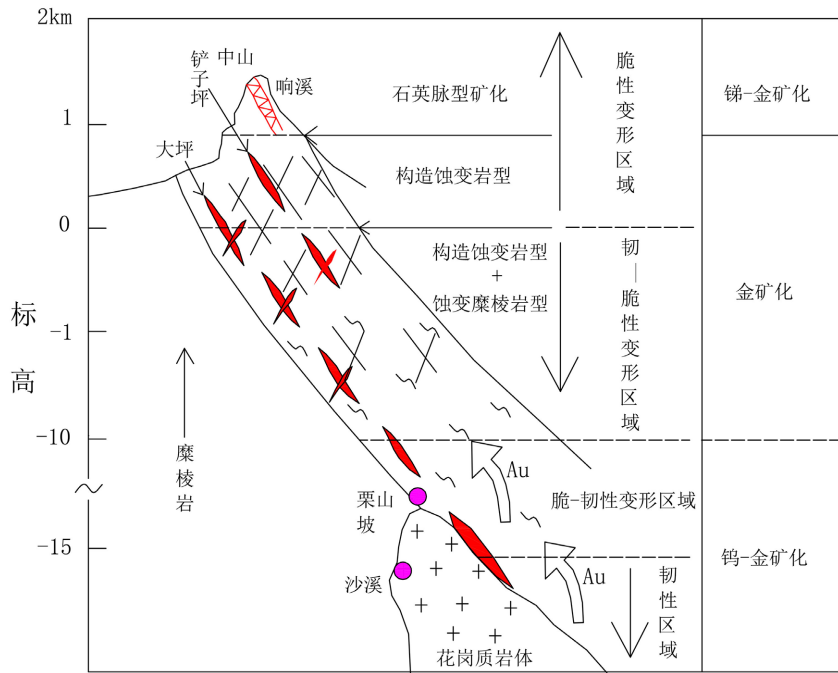 2km
1
0
-1
-10
-15
标高
铲子坪
中山
响溪
大坪
糜棱岩
栗山坡
沙溪
花岗质岩体
Au
Au
石英脉型矿化
构造蚀变岩型
构造蚀变岩型
+
蚀变糜棱岩型
脆性变形区域
韧—脆性变形区域
脆-韧性变形区域
韧性区域
锑-金矿化
金矿化
钨-金矿化